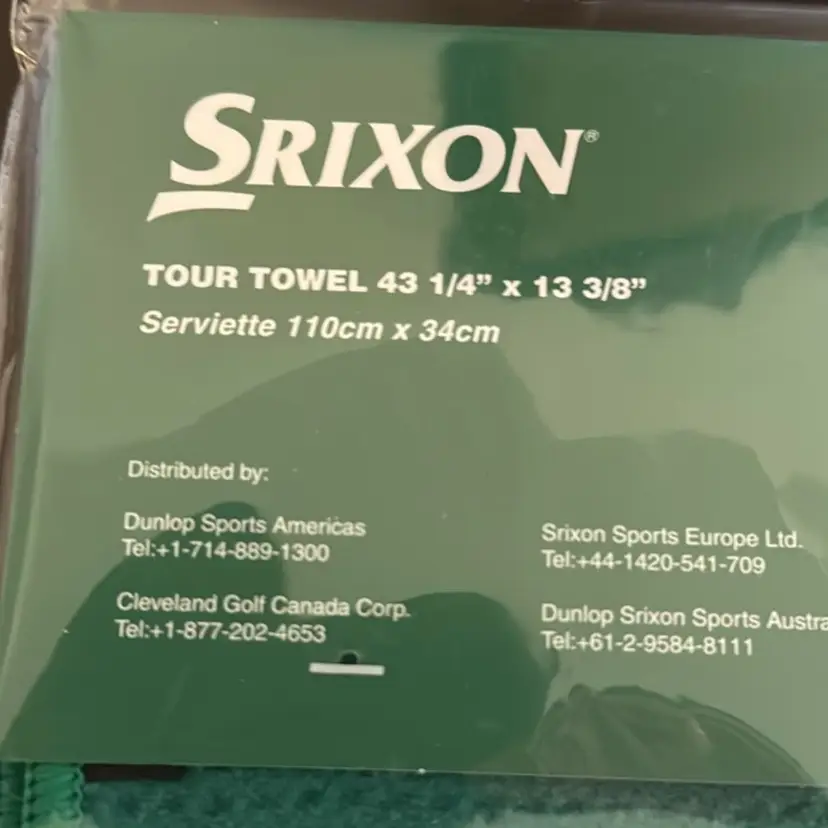 SRIXON®
TOUR TOWEL 43 1/4” x 13 3/8”
Serviette 110cm x 34cm
Distributed by:
Dunlop Sports Americas
Tel:+1-714-889-1300
Cleveland Golf Canada Corp.
Tel:+1-877-202-4653
Srixon Sports Europe Ltd.
Tel:+44-1420-541-709
Dunlop Srixon Sports Austra
Tel:+61-2-9584-8111